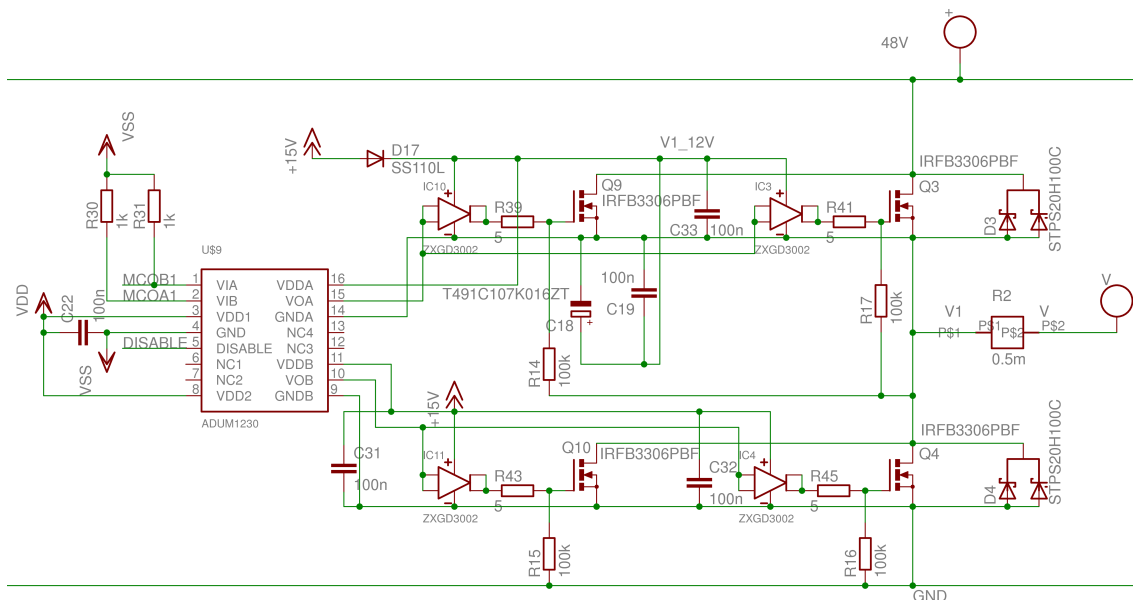 +
48V
VSS
+15V
D17
SS110L
V1_12V
IRFB3306PBF
Q3
STPS20H100C
D3
R30
1k
R31
1k
IC10
+
-
ZXGD3002
R39
5
Q9
IRFB3306PBF
C33
100n
IC3
+
-
ZXGD3002
R41
5
U$9
MCOB1
MCOA1
DISABLE
VDD
C22
100n
VSS
1 VIA VDDA 16
2 VIB VOA 15
3 VDD1 GNDA 14
4 GND NC4 13
5 DISABLE NC3 12
6 NC1 VDDB 11
7 NC2 VOB 10
8 VDD2 GNDB 9
ADUM1230
T491C107K016ZT
C18
+
100n
C19
R14
100k
R17
100k
V1
P$1
R2
P$1 P$2
0.5m
V
P$2
V
+15V
C31
100n
IC11
+
-
ZXGD3002
R43
5
Q10
IRFB3306PBF
C32
100n
IC4
+
-
ZXGD3002
R45
5
IRFB3306PBF
Q4
D4
STPS20H100C
R15
100k
R16
100k
GND